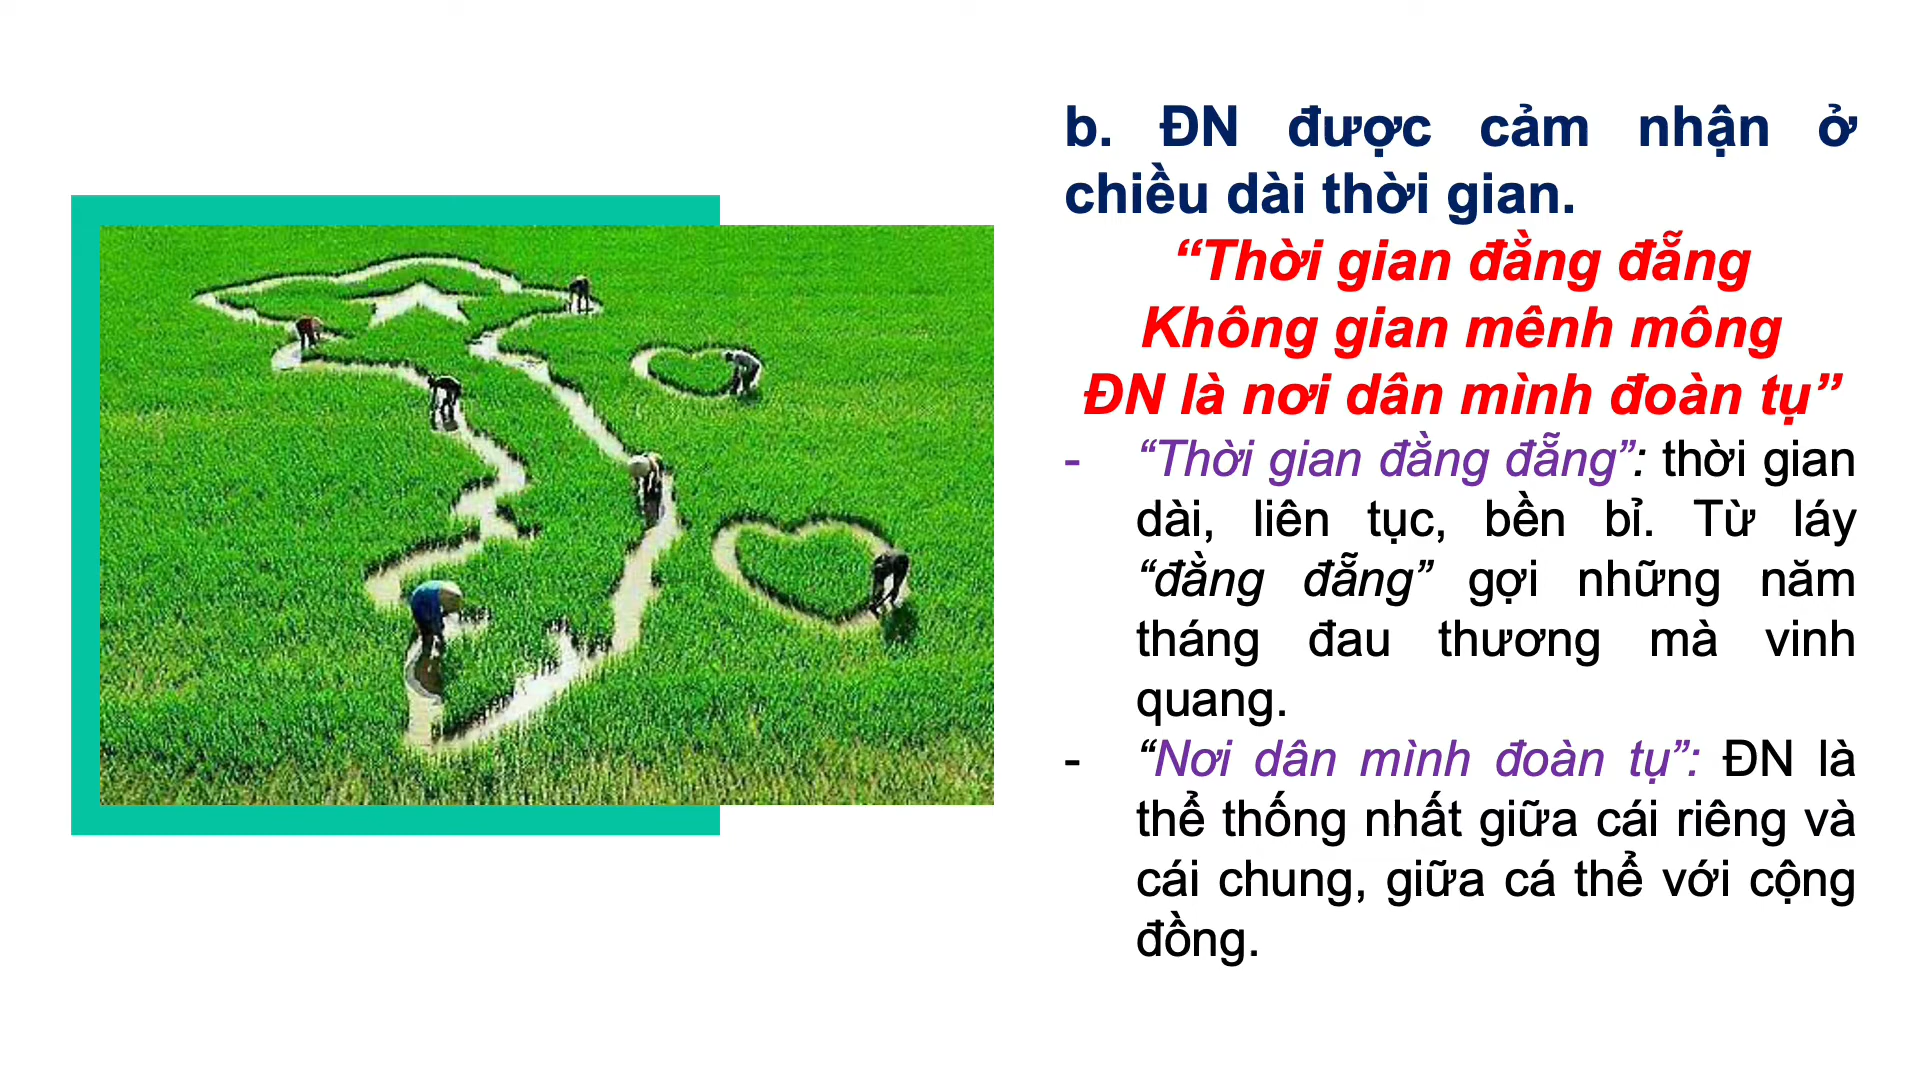 b. ĐN được cảm nhận ở
chiều dài thời gian.
“Thời gian đằng đẵng
Không gian mênh mông
ĐN là nơi dân mình đoàn tụ”
- “Thời gian đằng đẵng”: thời gian
dài, liên tục, bền bỉ. Từ láy
“đằng đẵng” gợi những năm
tháng đau thương mà vinh
quang.
- “Nơi dân mình đoàn tụ”: ĐN là
thể thống nhất giữa cái riêng và
cái chung, giữa cá thể với cộng
đồng.